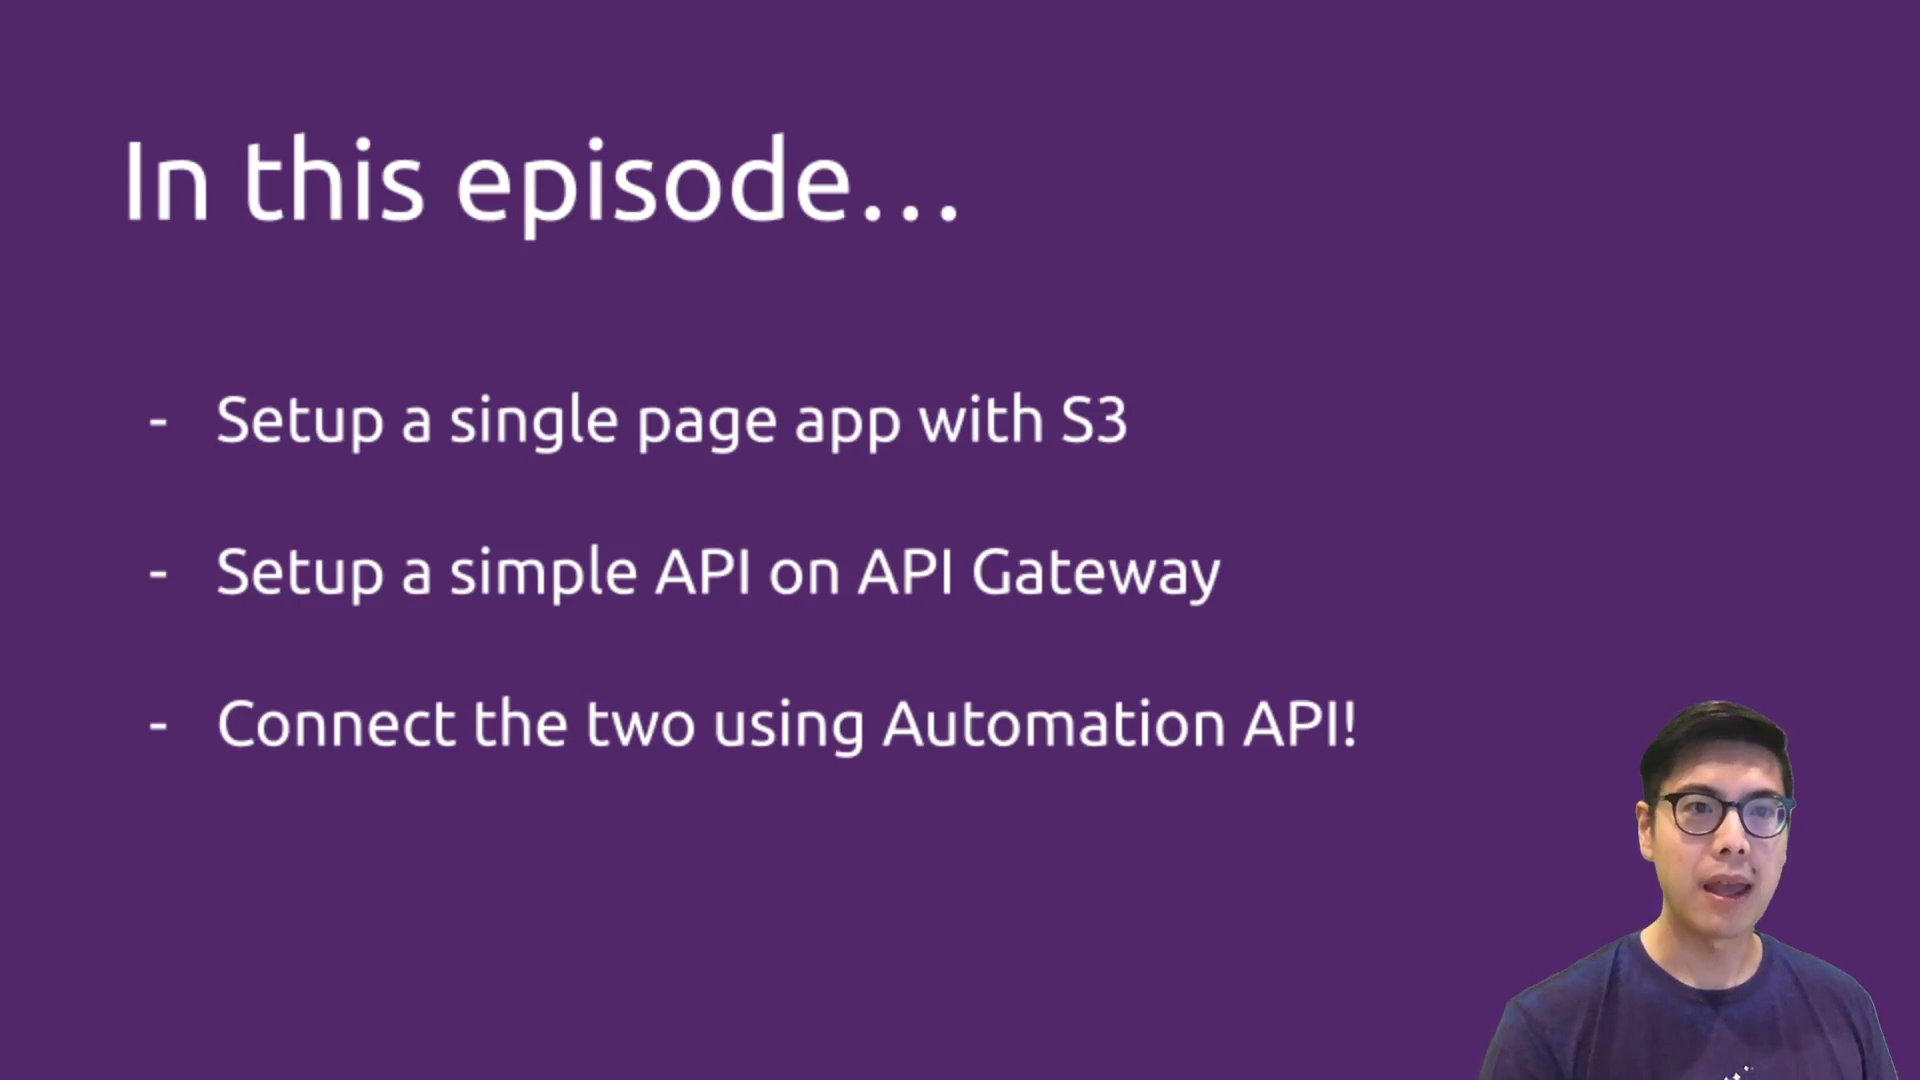 In this episode...
- Setup a single page app with S3
- Setup a simple API on API Gateway
- Connect the two using Automation API!